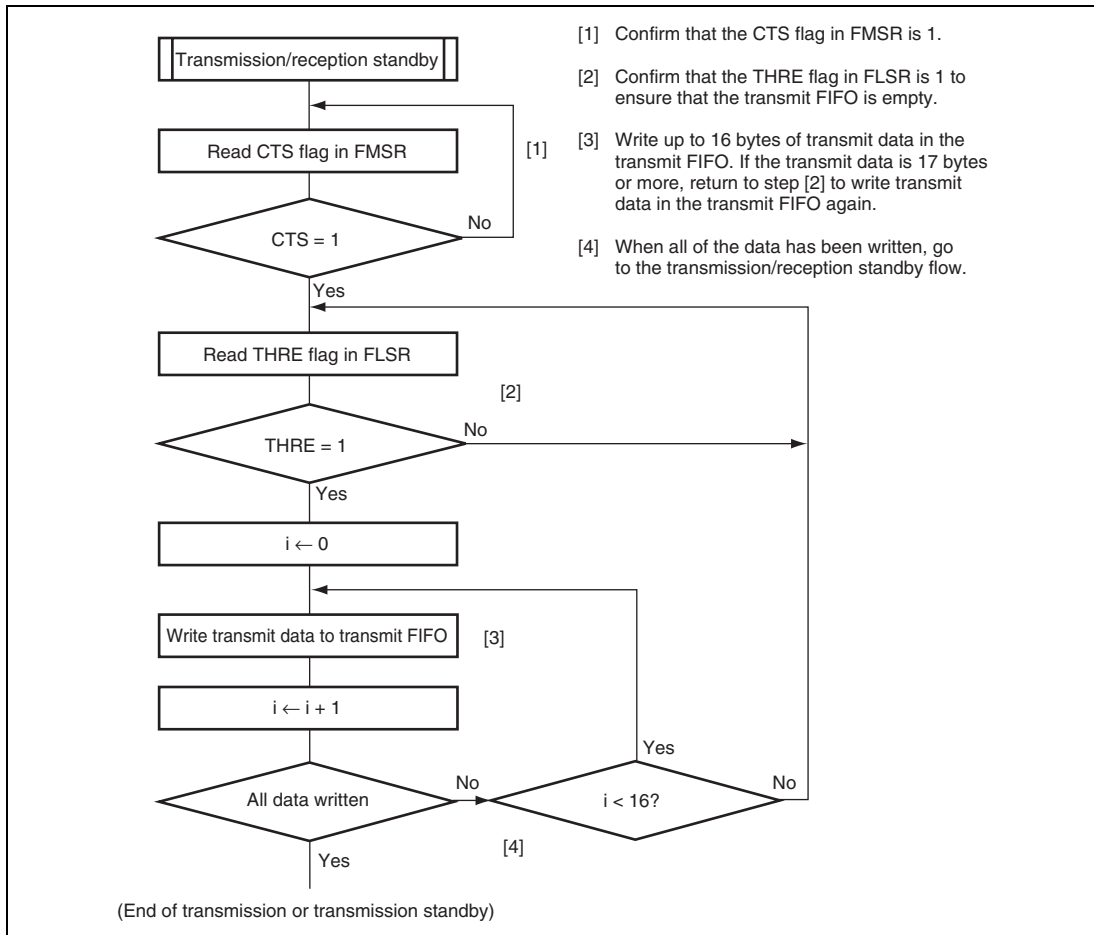 Transmission/reception standby
Read CTS flag in FMSR
[1]
CTS = 1
No
Yes
Read THRE flag in FLSR
[2]
THRE = 1
No
Yes
i ← 0
Write transmit data to transmit FIFO
[3]
i ← i + 1
Yes
All data written
No
i < 16?
No
[4]
Yes
(End of transmission or transmission standby)
[1] Confirm that the CTS flag in FMSR is 1.
[2] Confirm that the THRE flag in FLSR is 1 to
ensure that the transmit FIFO is empty.
[3] Write up to 16 bytes of transmit data in the
transmit FIFO. If the transmit data is 17 bytes
or more, return to step [2] to write transmit
data in the transmit FIFO again.
[4] When all of the data has been written, go
to the transmission/reception standby flow.